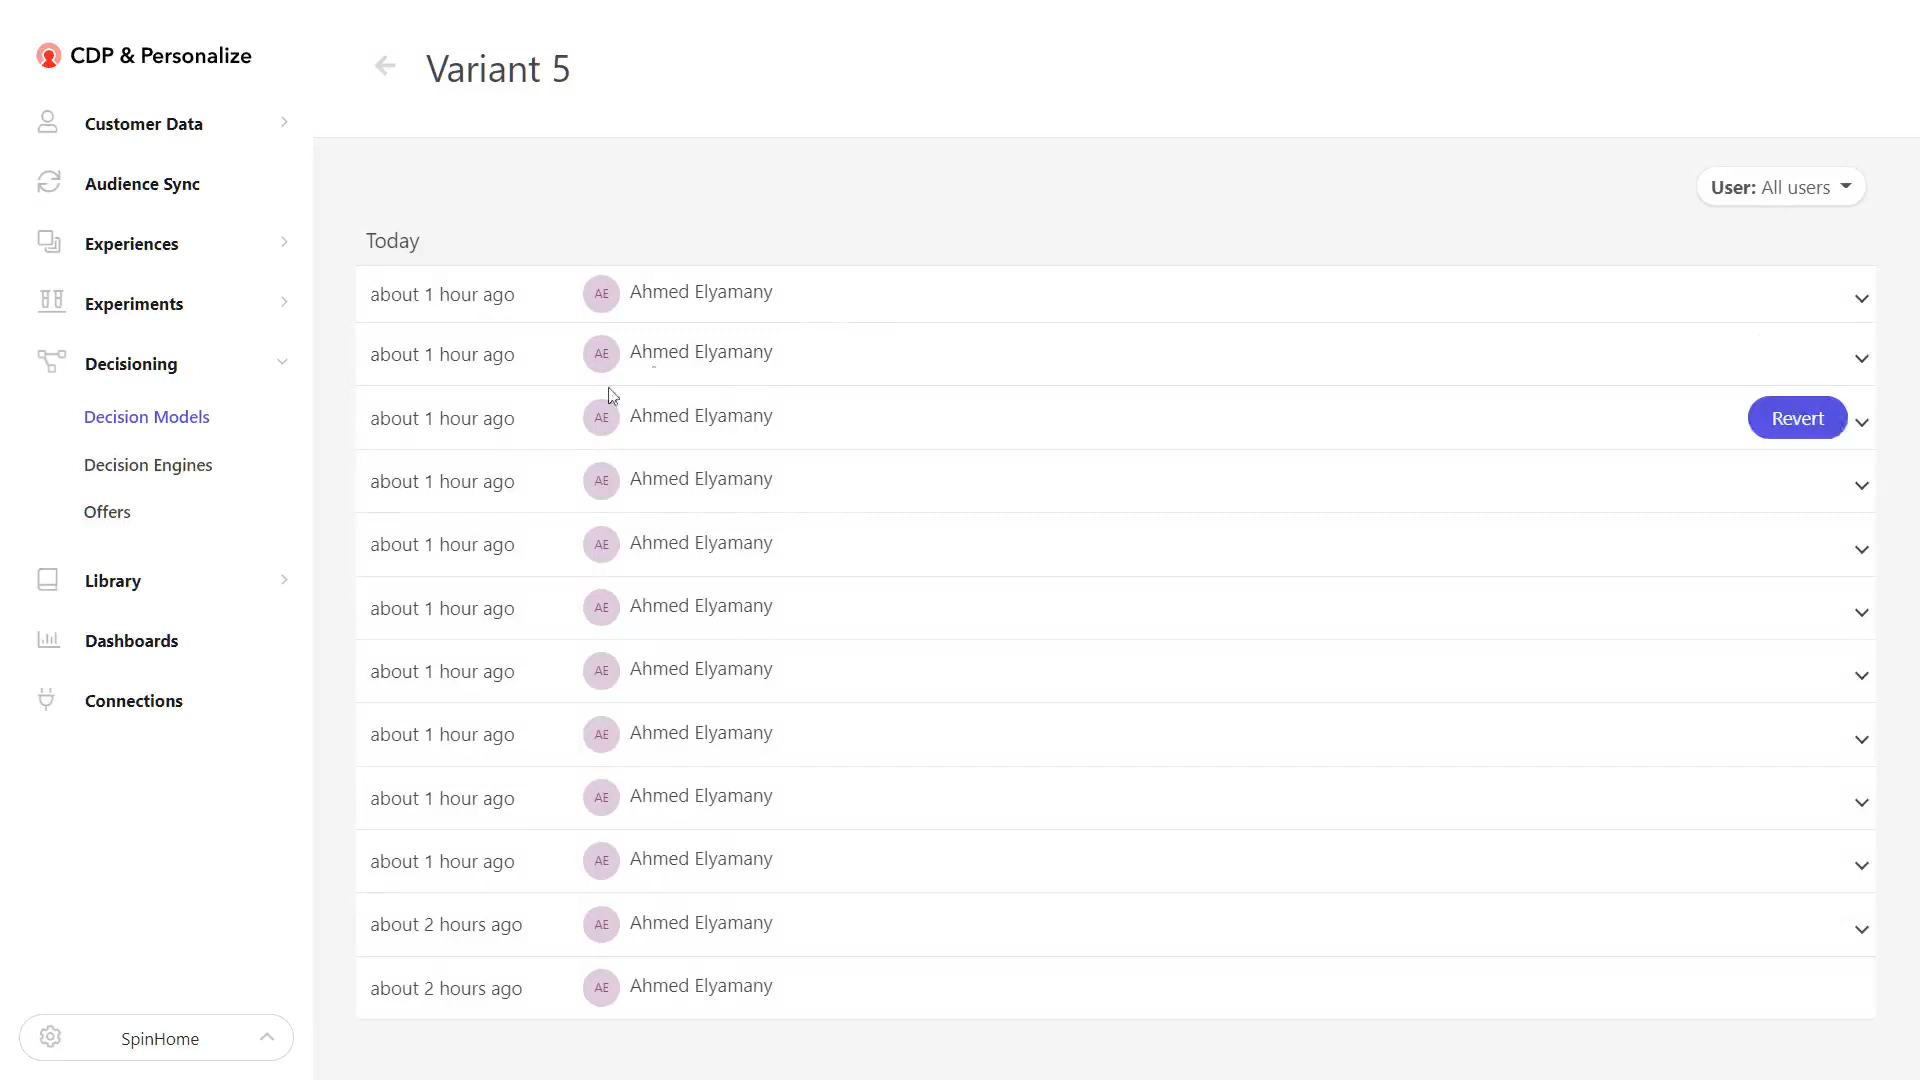 CDP & Personalize
Customer Data
Audience Sync
Experiences
Experiments
Decisioning
Decision Models
Decision Engines
Offers
Library
Dashboards
Connections
SpinHome
Variant 5
User: All users
Today
about 1 hour ago AE Ahmed Elyamany
about 1 hour ago AE Ahmed Elyamany
about 1 hour ago AE Ahmed Elyamany Revert
about 1 hour ago AE Ahmed Elyamany
about 1 hour ago AE Ahmed Elyamany
about 1 hour ago AE Ahmed Elyamany
about 1 hour ago AE Ahmed Elyamany
about 1 hour ago AE Ahmed Elyamany
about 1 hour ago AE Ahmed Elyamany
about 1 hour ago AE Ahmed Elyamany
about 2 hours ago AE Ahmed Elyamany
about 2 hours ago AE Ahmed Elyamany